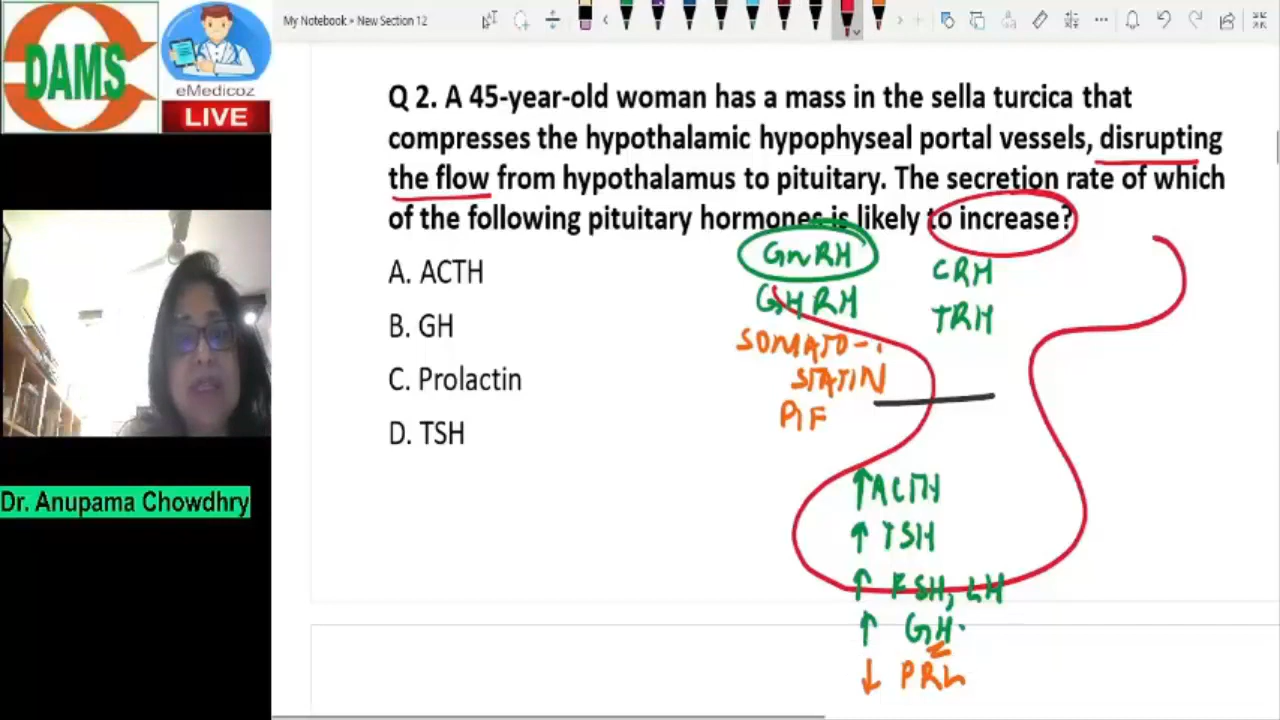 DAMS
eMedicoz
LIVE
Dr. Anupama Chowdhry
My Notebook > New Section 12
Q 2. A 45-year-old woman has a mass in the sella turcica that
compresses the hypothalamic hypophyseal portal vessels, disrupting
the flow from hypothalamus to pituitary. The secretion rate of which
of the following pituitary hormones is likely to increase?
A. ACTH
B. GH
C. Prolactin
D. TSH
GnRH
GHRH
SOMATO-
STATIN
PIF
CRH
TRH
↑ ACTH
↑ TSH
↑ FSH, LH
↑ GH
↓ PRL